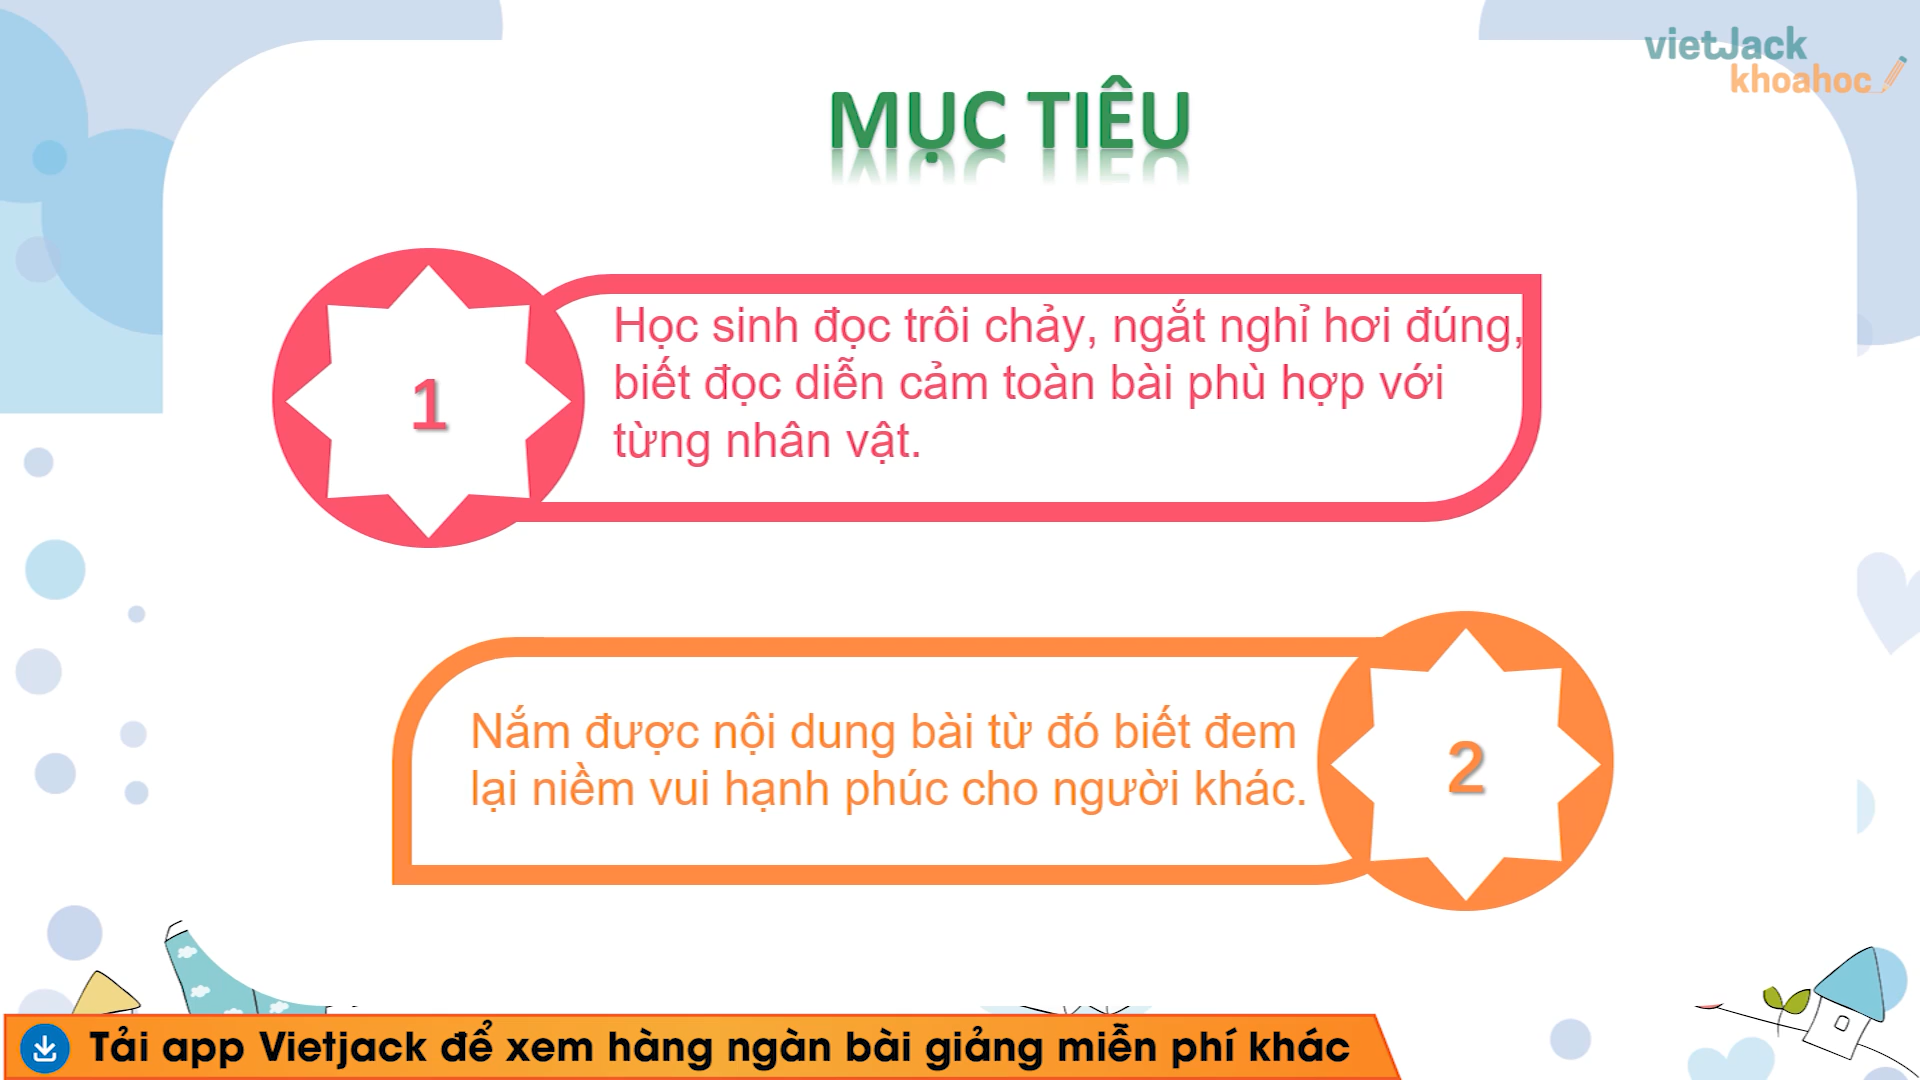 vietJack
khoahoc
MỤC TIÊU
1
Học sinh đọc trôi chảy, ngắt nghỉ hơi đúng,
biết đọc diễn cảm toàn bài phù hợp với
từng nhân vật.
Nắm được nội dung bài từ đó biết đem
lại niềm vui hạnh phúc cho người khác.
2
Tải app Vietjack để xem hàng ngàn bài giảng miễn phí khác